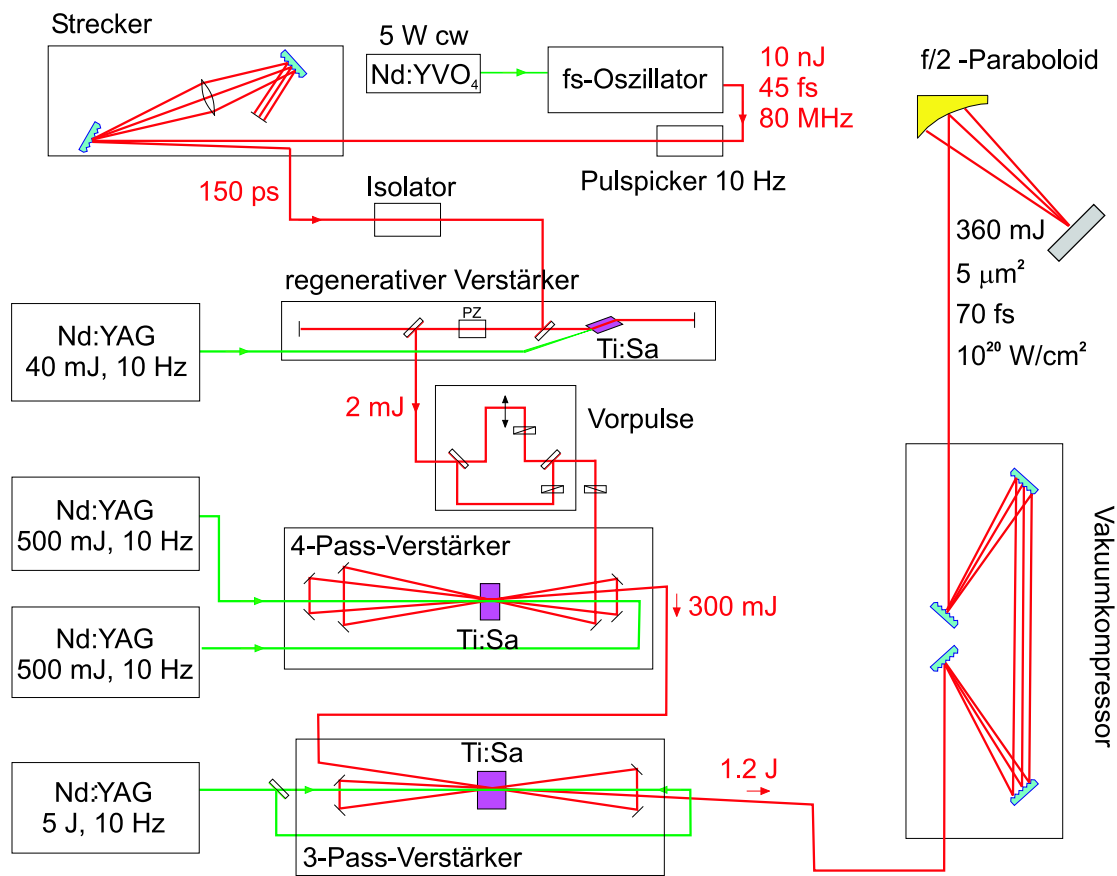 Strecker
5 W cw
Nd:YVO₄
fs-Oszillator
10 nJ
45 fs
80 MHz
f/2 -Paraboloid
Pulspicker 10 Hz
150 ps
Isolator
360 mJ
5 µm²
70 fs
10²⁰ W/cm²
regenerativer Verstärker
PZ
Ti:Sa
Nd:YAG
40 mJ, 10 Hz
2 mJ
Vorpulse
Nd:YAG
500 mJ, 10 Hz
4-Pass-Verstärker
Ti:Sa
300 mJ
Nd:YAG
500 mJ, 10 Hz
Vakuumkompressor
Ti:Sa
Nd:YAG
5 J, 10 Hz
1.2 J
3-Pass-Verstärker